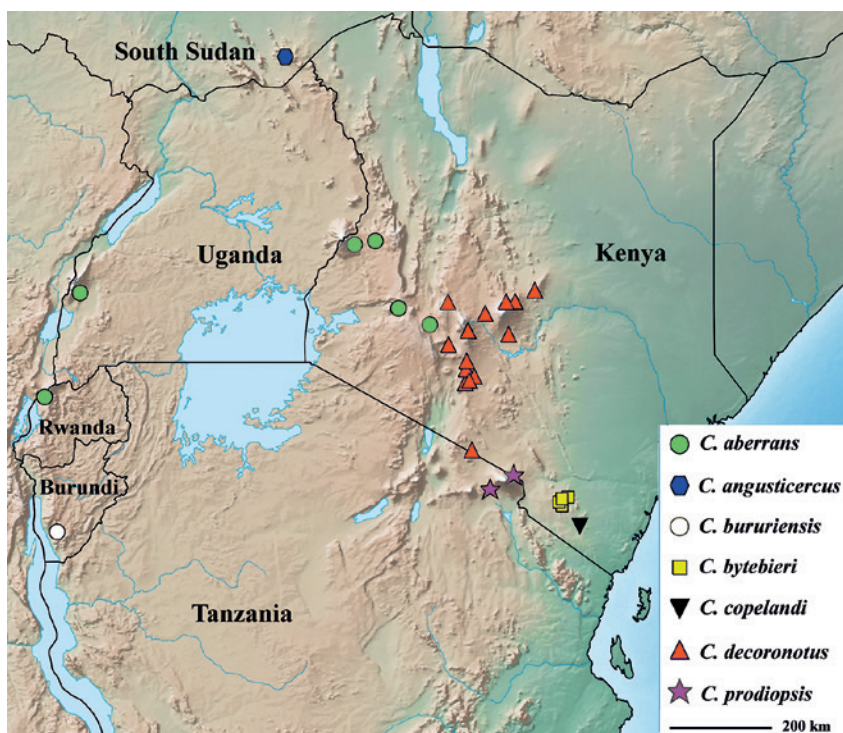 South Sudan
Uganda
Kenya
Rwanda
Burundi
Tanzania
C. aberrans
C. angusticercus
C. bururiensis
C. bytebieri
C. copelandi
C. decoronotus
C. prodiopsis
200 km